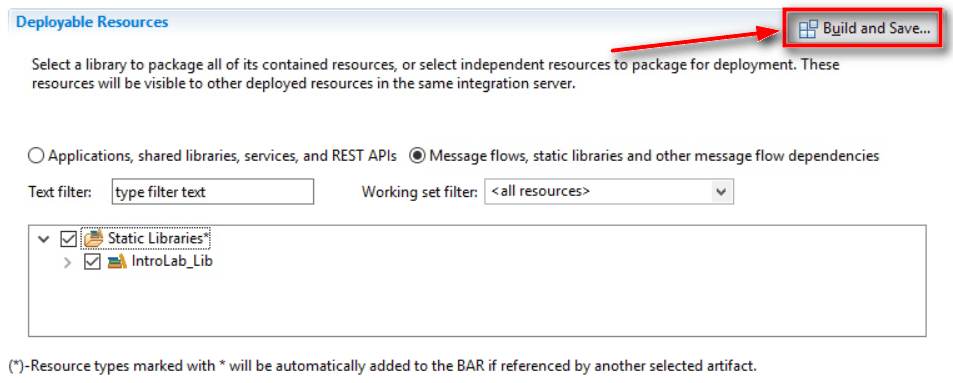 Deployable Resources
Build and Save...
Select a library to package all of its contained resources, or select independent resources to package for deployment. These
resources will be visible to other deployed resources in the same integration server.
Applications, shared libraries, services, and REST APIs Message flows, static libraries and other message flow dependencies
Text filter: type filter text Working set filter: <all resources>
Static Libraries*
IntroLab_Lib
(*)-Resource types marked with * will be automatically added to the BAR if referenced by another selected artifact.